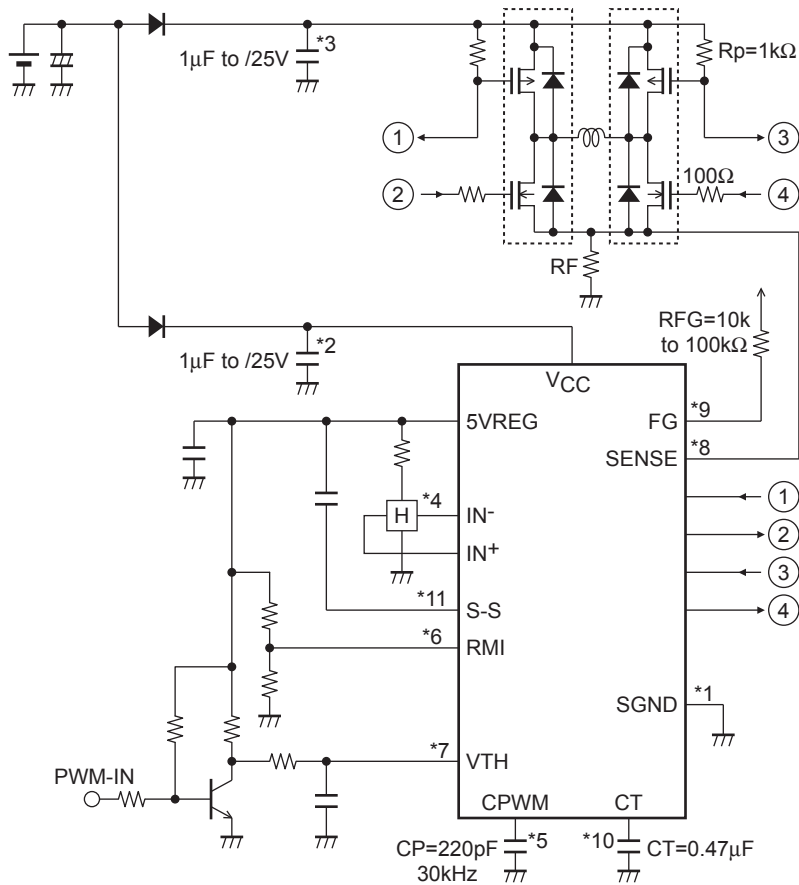 1μF to /25V
*3
Rp=1kΩ
1
3
2
100Ω
4
RF
1μF to /25V
*2
RFG=10k
to 100kΩ
VCC
5VREG
FG
*9
SENSE
*8
H
*4
IN-
1
IN+
2
3
*11
S-S
4
*6
RMI
SGND
*1
*7
VTH
PWM-IN
CPWM
CT
CP=220pF
*5
30kHz
*10
CT=0.47μF